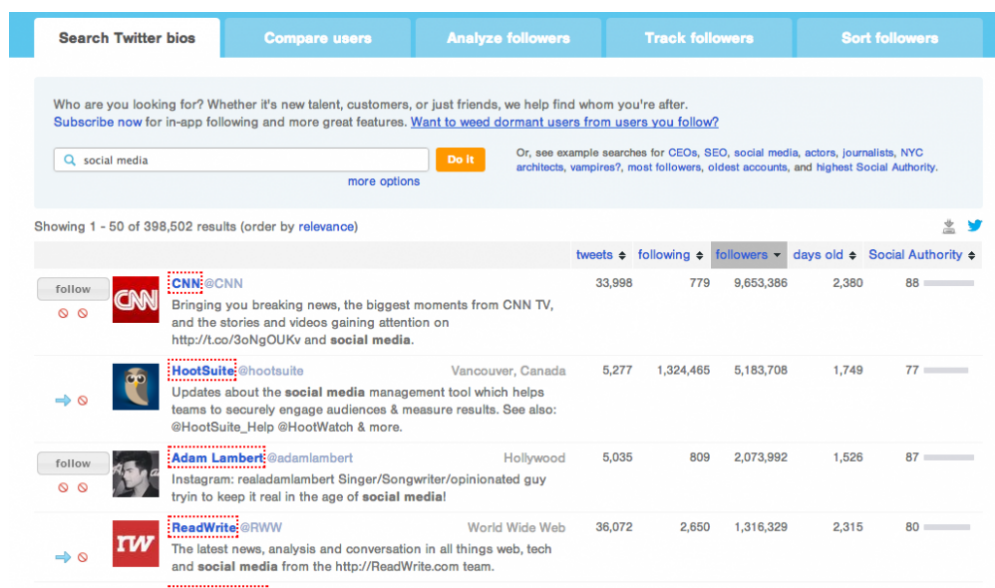 Search Twitter bios
Compare users
Analyze followers
Track followers
Sort followers
Who are you looking for? Whether it's new talent, customers, or just friends, we help find whom you're after.
Subscribe now for in-app following and more great features. Want to weed dormant users from users you follow?
social media
Do it
more options
Or, see example searches for CEOs, SEO, social media, actors, journalists, NYC
architects, vampires?, most followers, oldest accounts, and highest Social Authority.
Showing 1 - 50 of 398,502 results (order by relevance)
tweets following followers days old Social Authority
follow
CNN
CNN @CNN 33,998 779 9,653,386 2,380 88
Bringing you breaking news, the biggest moments from CNN TV,
and the stories and videos gaining attention on
http://t.co/3oNgOUKv and social media.
HootSuite @hootsuite Vancouver, Canada 5,277 1,324,465 5,183,708 1,749 77
Updates about the social media management tool which helps
teams to securely engage audiences & measure results. See also:
@HootSuite_Help @HootWatch & more.
follow
Adam Lambert @adamlambert Hollywood 5,035 809 2,073,992 1,526 87
Instagram: realadamlambert Singer/Songwriter/opinionated guy
tryin to keep it real in the age of social media!
rw
ReadWrite @RWW World Wide Web 36,072 2,650 1,316,329 2,315 80
The latest news, analysis and conversation in all things web, tech
and social media from the http://ReadWrite.com team.